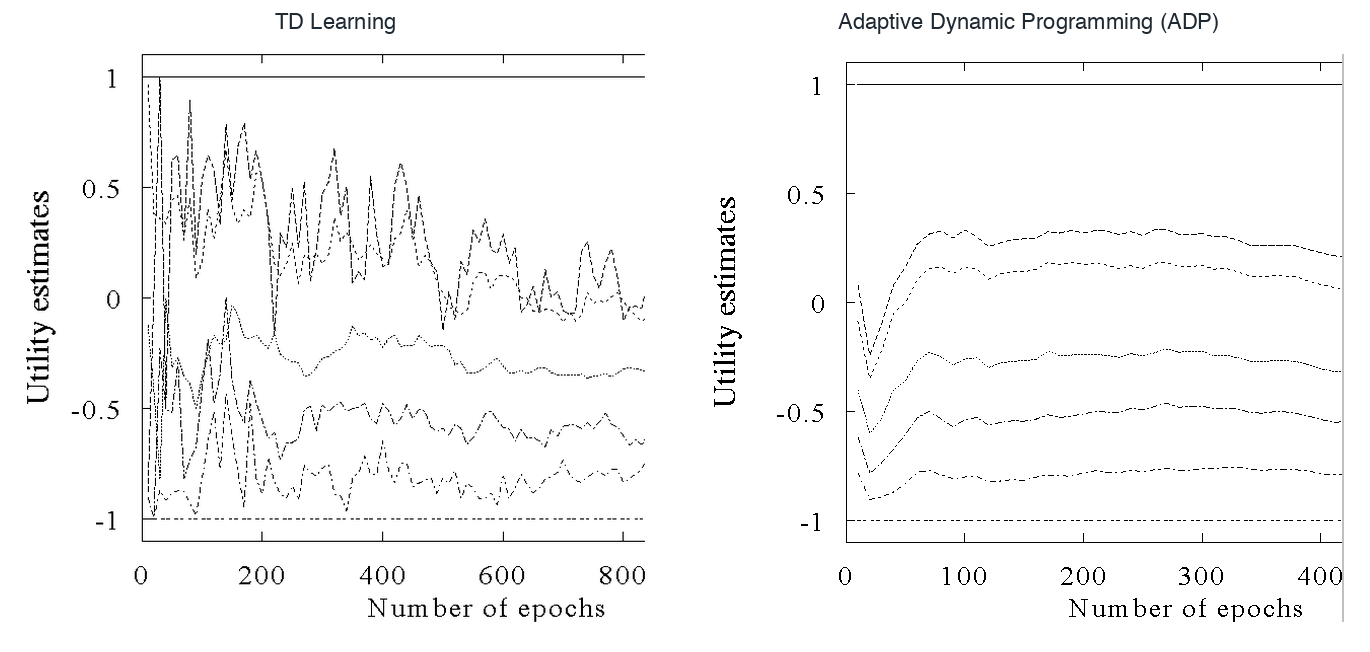 TD Learning
Utility estimates
1
0.5
0
-0.5
-1
0 200 400 600 800
Number of epochs
Adaptive Dynamic Programming (ADP)
Utility estimates
1
0.5
0
-0.5
-1
0 100 200 300 400
Number of epochs